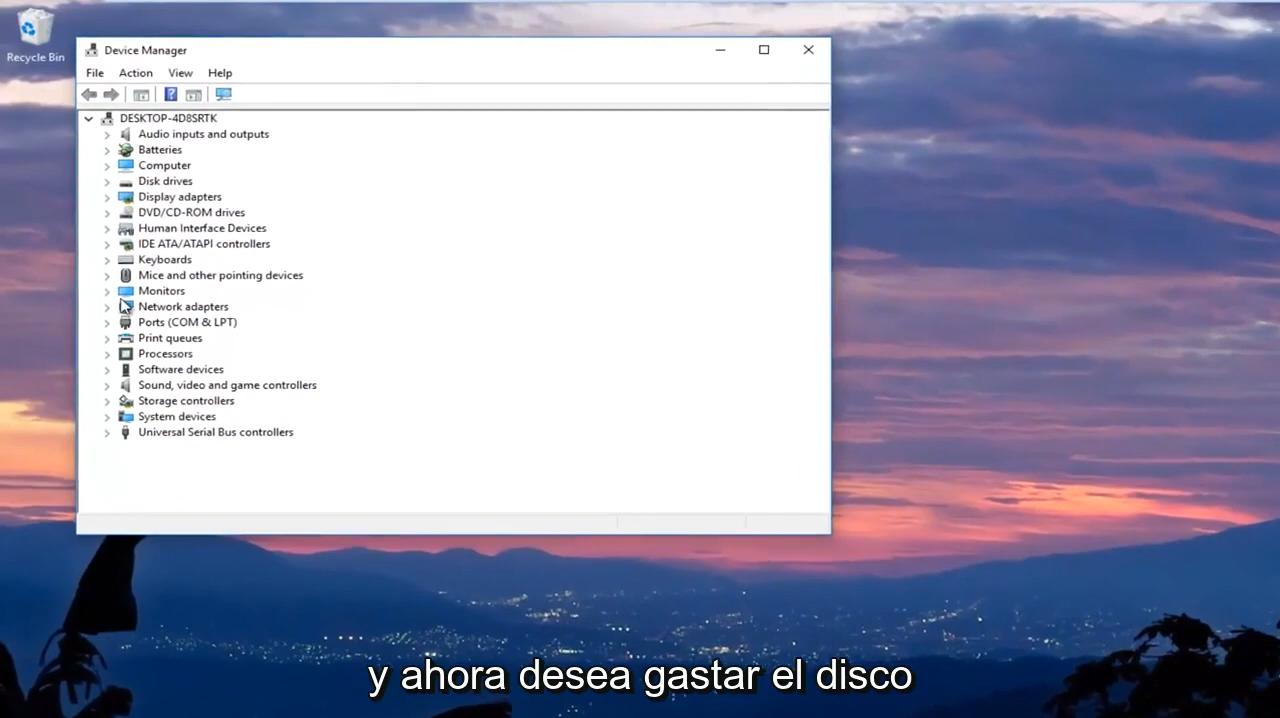 Recycle Bin
Device Manager
File Action View Help
DESKTOP-4D8SRTK
Audio inputs and outputs
Batteries
Computer
Disk drives
Display adapters
DVD/CD-ROM drives
Human Interface Devices
IDE ATA/ATAPI controllers
Keyboards
Mice and other pointing devices
Monitors
Network adapters
Ports (COM & LPT)
Print queues
Processors
Software devices
Sound, video and game controllers
Storage controllers
System devices
Universal Serial Bus controllers
y ahora desea gastar el disco